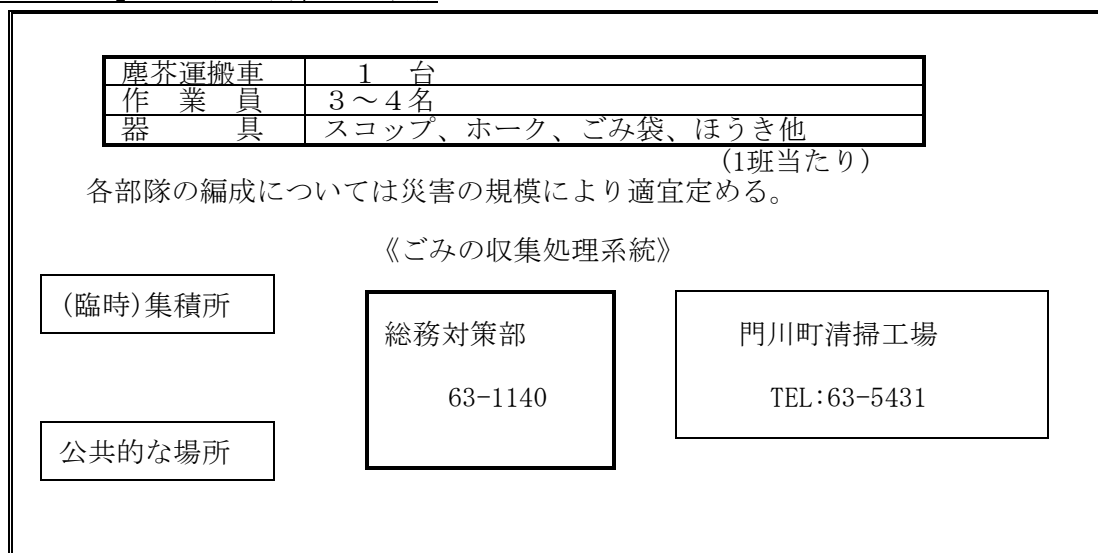 塵芥運搬車 １　台
作　業　員 ３～４名
器　　　具 スコップ、ホーク、ごみ袋、ほうき他
(1班当たり)
各部隊の編成については災害の規模により適宜定める。
《ごみの収集処理系統》
(臨時)集積所
総務対策部
63-1140
門川町清掃工場
TEL:63-5431
公共的な場所